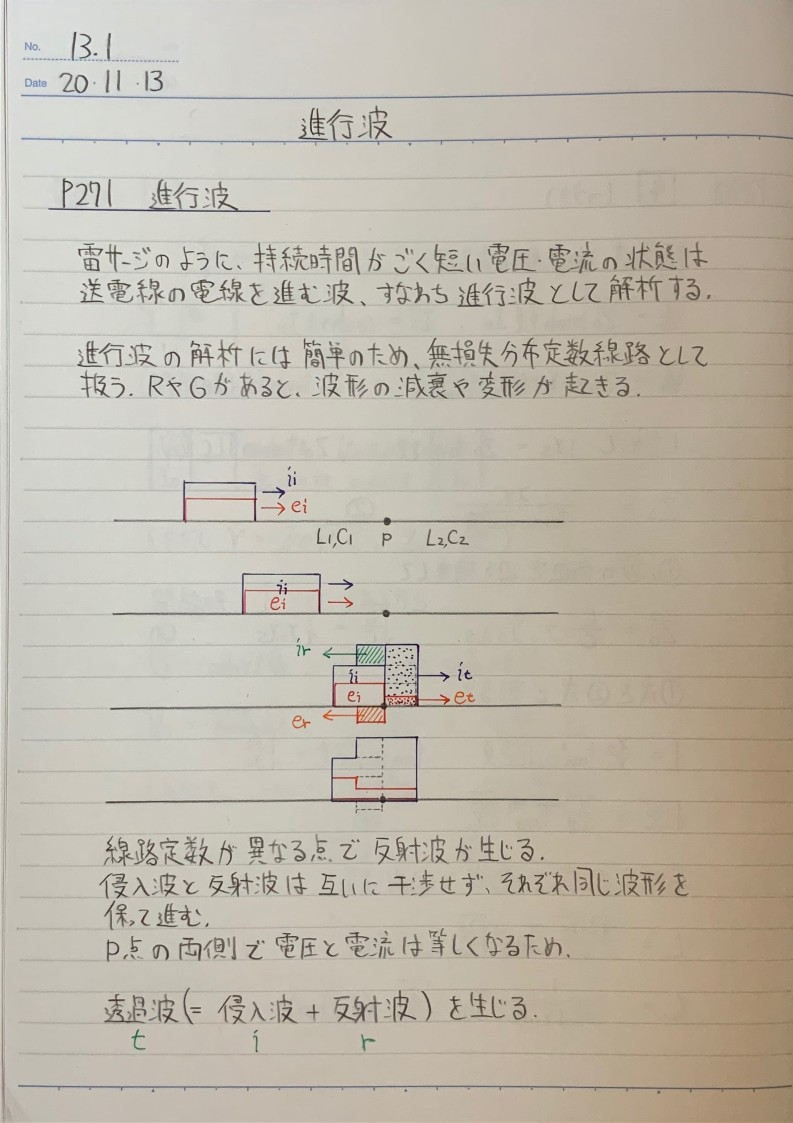 No. 13.1
Date 20・11・13
進行波
P271 進行波
雷サージのように、持続時間がごく短い電圧・電流の状態は
送電線の電線を進む波、すなわち進行波として解析する.
進行波の解析には簡単のため、無損失分布定数線路として
扱う. RやGがあると、波形の減衰や変形が起きる.
ii
ei
L1,C1 P L2,C2
ii
ei
ir
ii it
ei et
er
線路定数が異なる点で反射波が生じる.
侵入波と反射波は互いに干渉せず、それぞれ同じ波形を
保って進む.
P点の両側で電圧と電流は等しくなるため.
透過波(= 侵入波 + 反射波)を生じる.
t i r